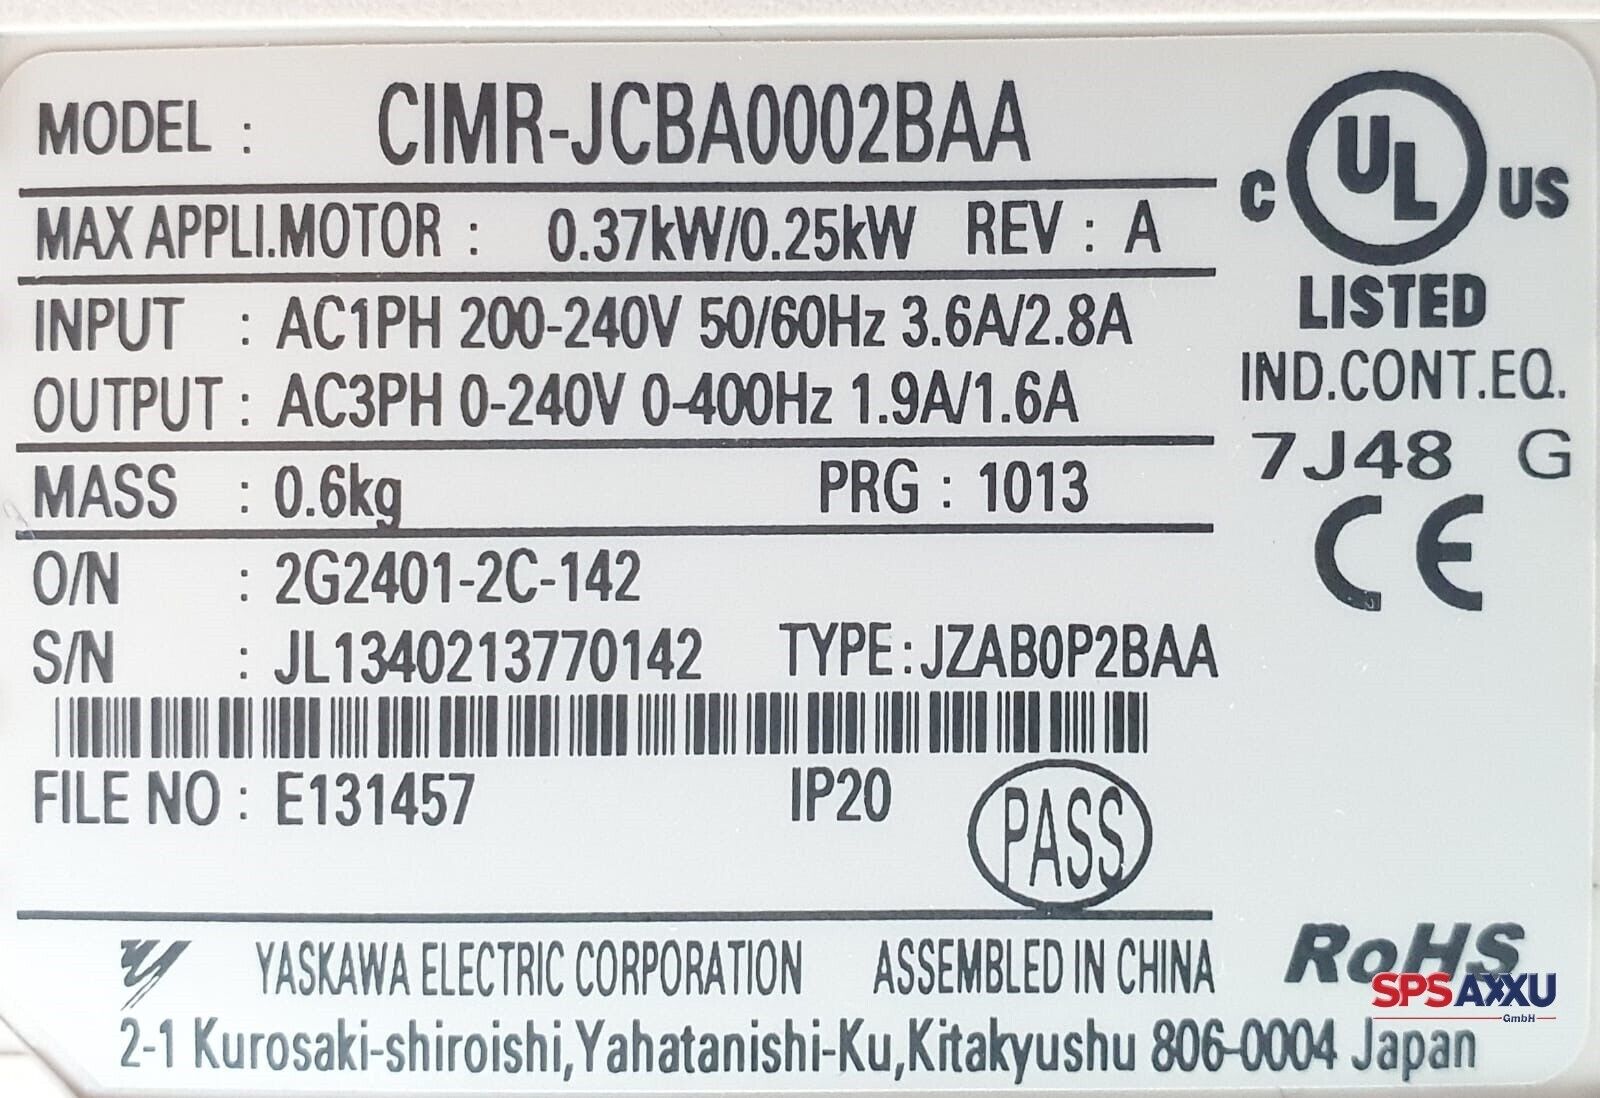 MODEL : CIMR-JCBA0002BAA
MAX APPLI.MOTOR : 0.37kW/0.25kW REV : A
INPUT : AC1PH 200-240V 50/60Hz 3.6A/2.8A
OUTPUT : AC3PH 0-240V 0-400Hz 1.9A/1.6A
MASS : 0.6kg PRG : 1013
O/N : 2G2401-2C-142
S/N : JL1340213770142 TYPE : JZAB0P2BAA
FILE NO : E131457 IP20
PASS
C UL US
LISTED
IND.CONT.EQ.
7J48 G
CE
RoHS
SPSAXXU
GmbH
YASKAWA ELECTRIC CORPORATION ASSEMBLED IN CHINA
2-1 Kurosaki-shiroishi,Yahatanishi-Ku,Kitakyushu 806-0004 Japan